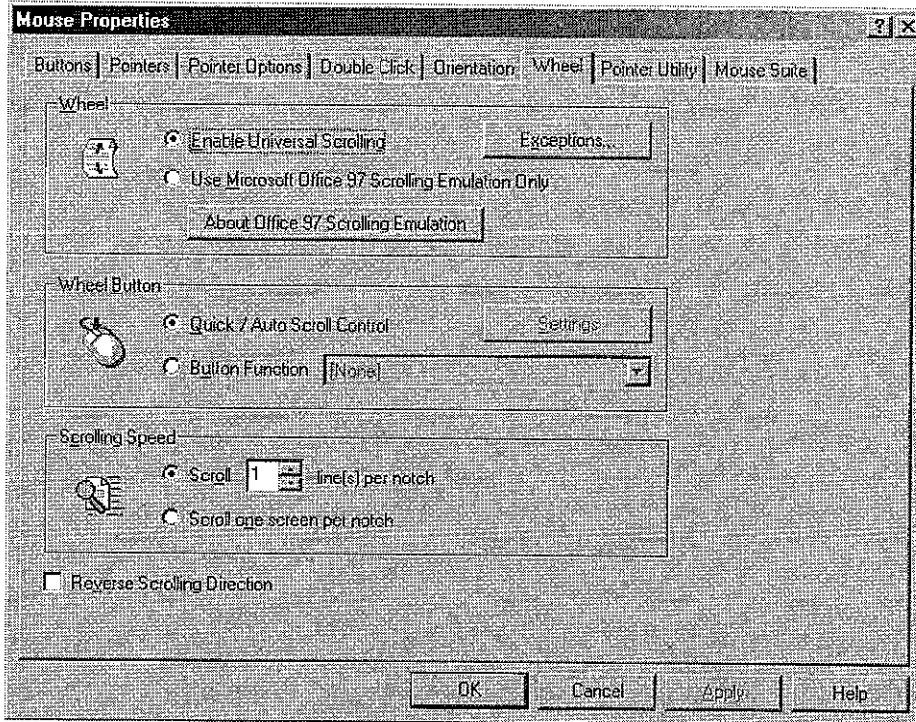 Mouse Properties
? X
Buttons Pointers Pointer Options Double Click Orientation Wheel Pointer Utility Mouse Suite
Wheel
Enable Universal Scrolling
Exceptions...
Use Microsoft Office 97 Scrolling Emulation Only
About Office 97 Scrolling Emulation
Wheel Button
Quick / Auto Scroll Control
Settings
Button Function
(None)
Scrolling Speed
Scroll 1 line(s) per notch
Scroll one screen per notch
Reverse Scrolling Direction
OK Cancel Apply Help